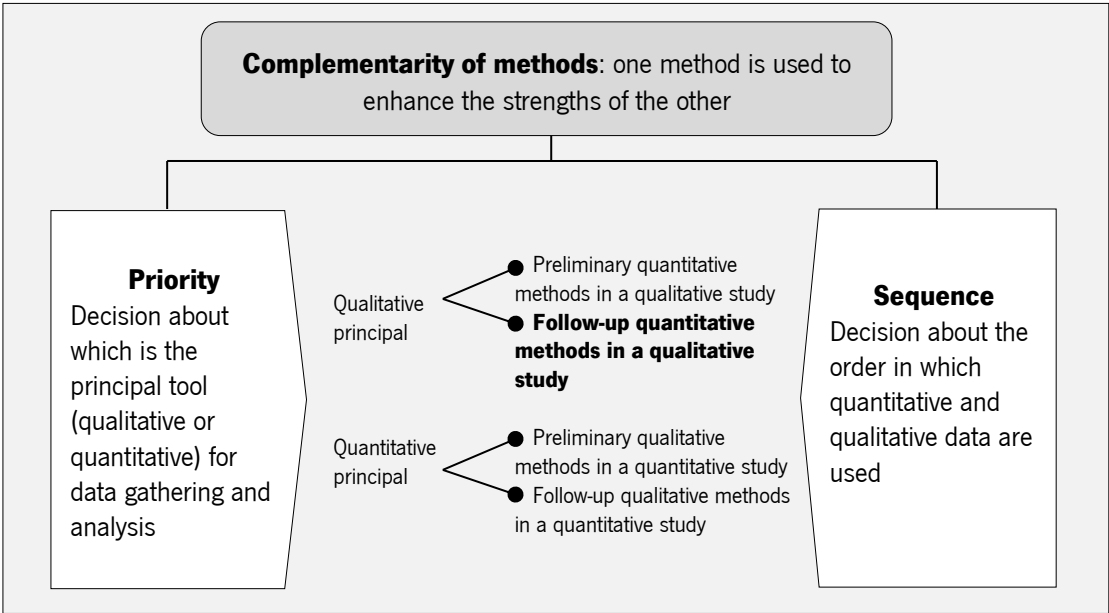 Complementarity of methods: one method is used to
enhance the strengths of the other
Priority
Decision about
which is the
principal tool
(qualitative or
quantitative) for
data gathering and
analysis
Qualitative
principal
Preliminary quantitative
methods in a qualitative study
Follow-up quantitative
methods in a qualitative
study
Quantitative
principal
Preliminary qualitative
methods in a quantitative study
Follow-up qualitative methods
in a quantitative study
Sequence
Decision about the
order in which
quantitative and
qualitative data are
used